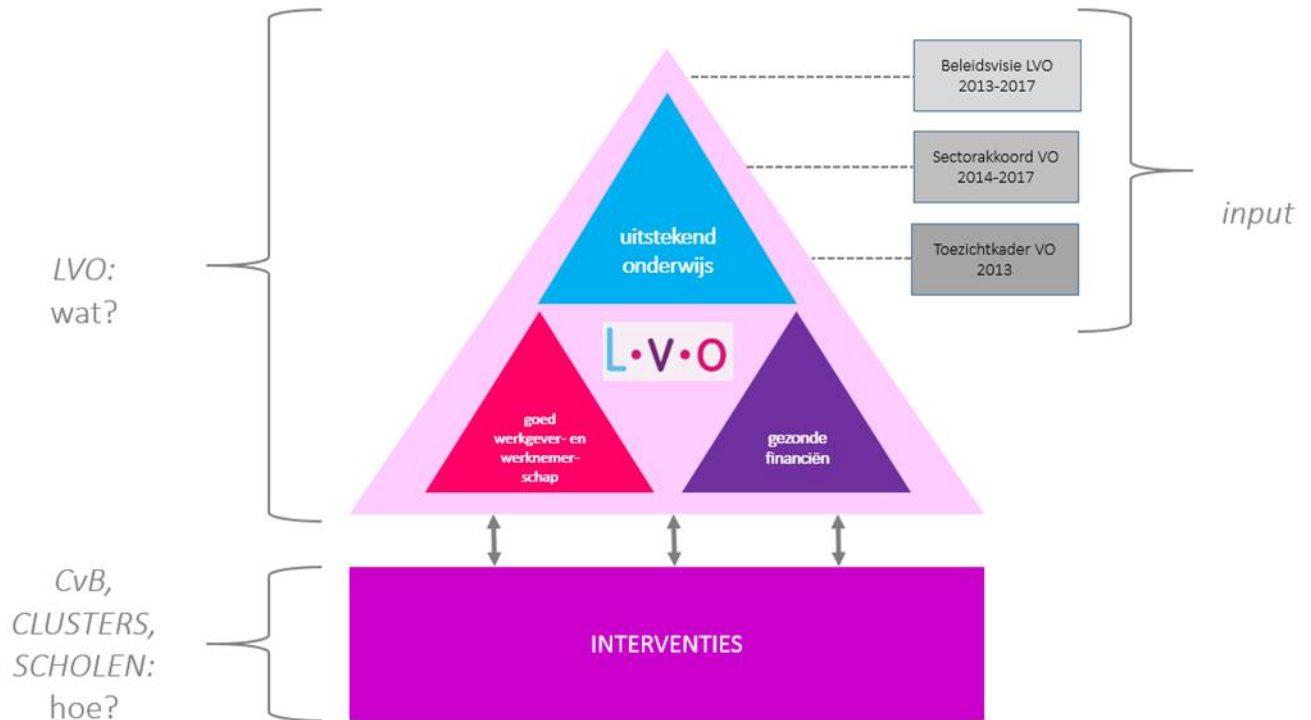 LVO:
wat?
uitstekend
onderwijs
L·v·o
goed
werkgever- en
werknemer-
schap
gezonde
financiën
Beleidsvisie LVO
2013-2017
Sectorakkoord VO
2014-2017
Toezichtkader VO
2013
input
CvB,
CLUSTERS,
SCHOLEN:
hoe?
INTERVENTIES